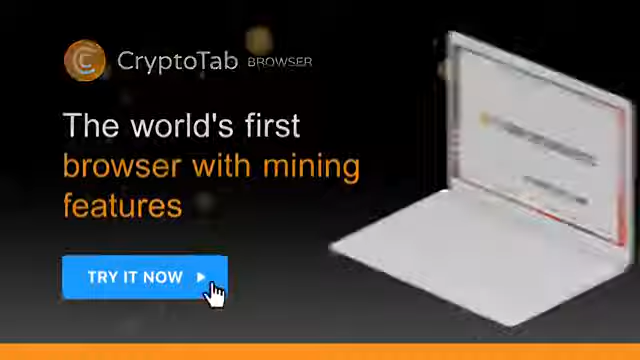 CryptoTab BROWSER
The world's first
browser with mining
features
TRY IT NOW